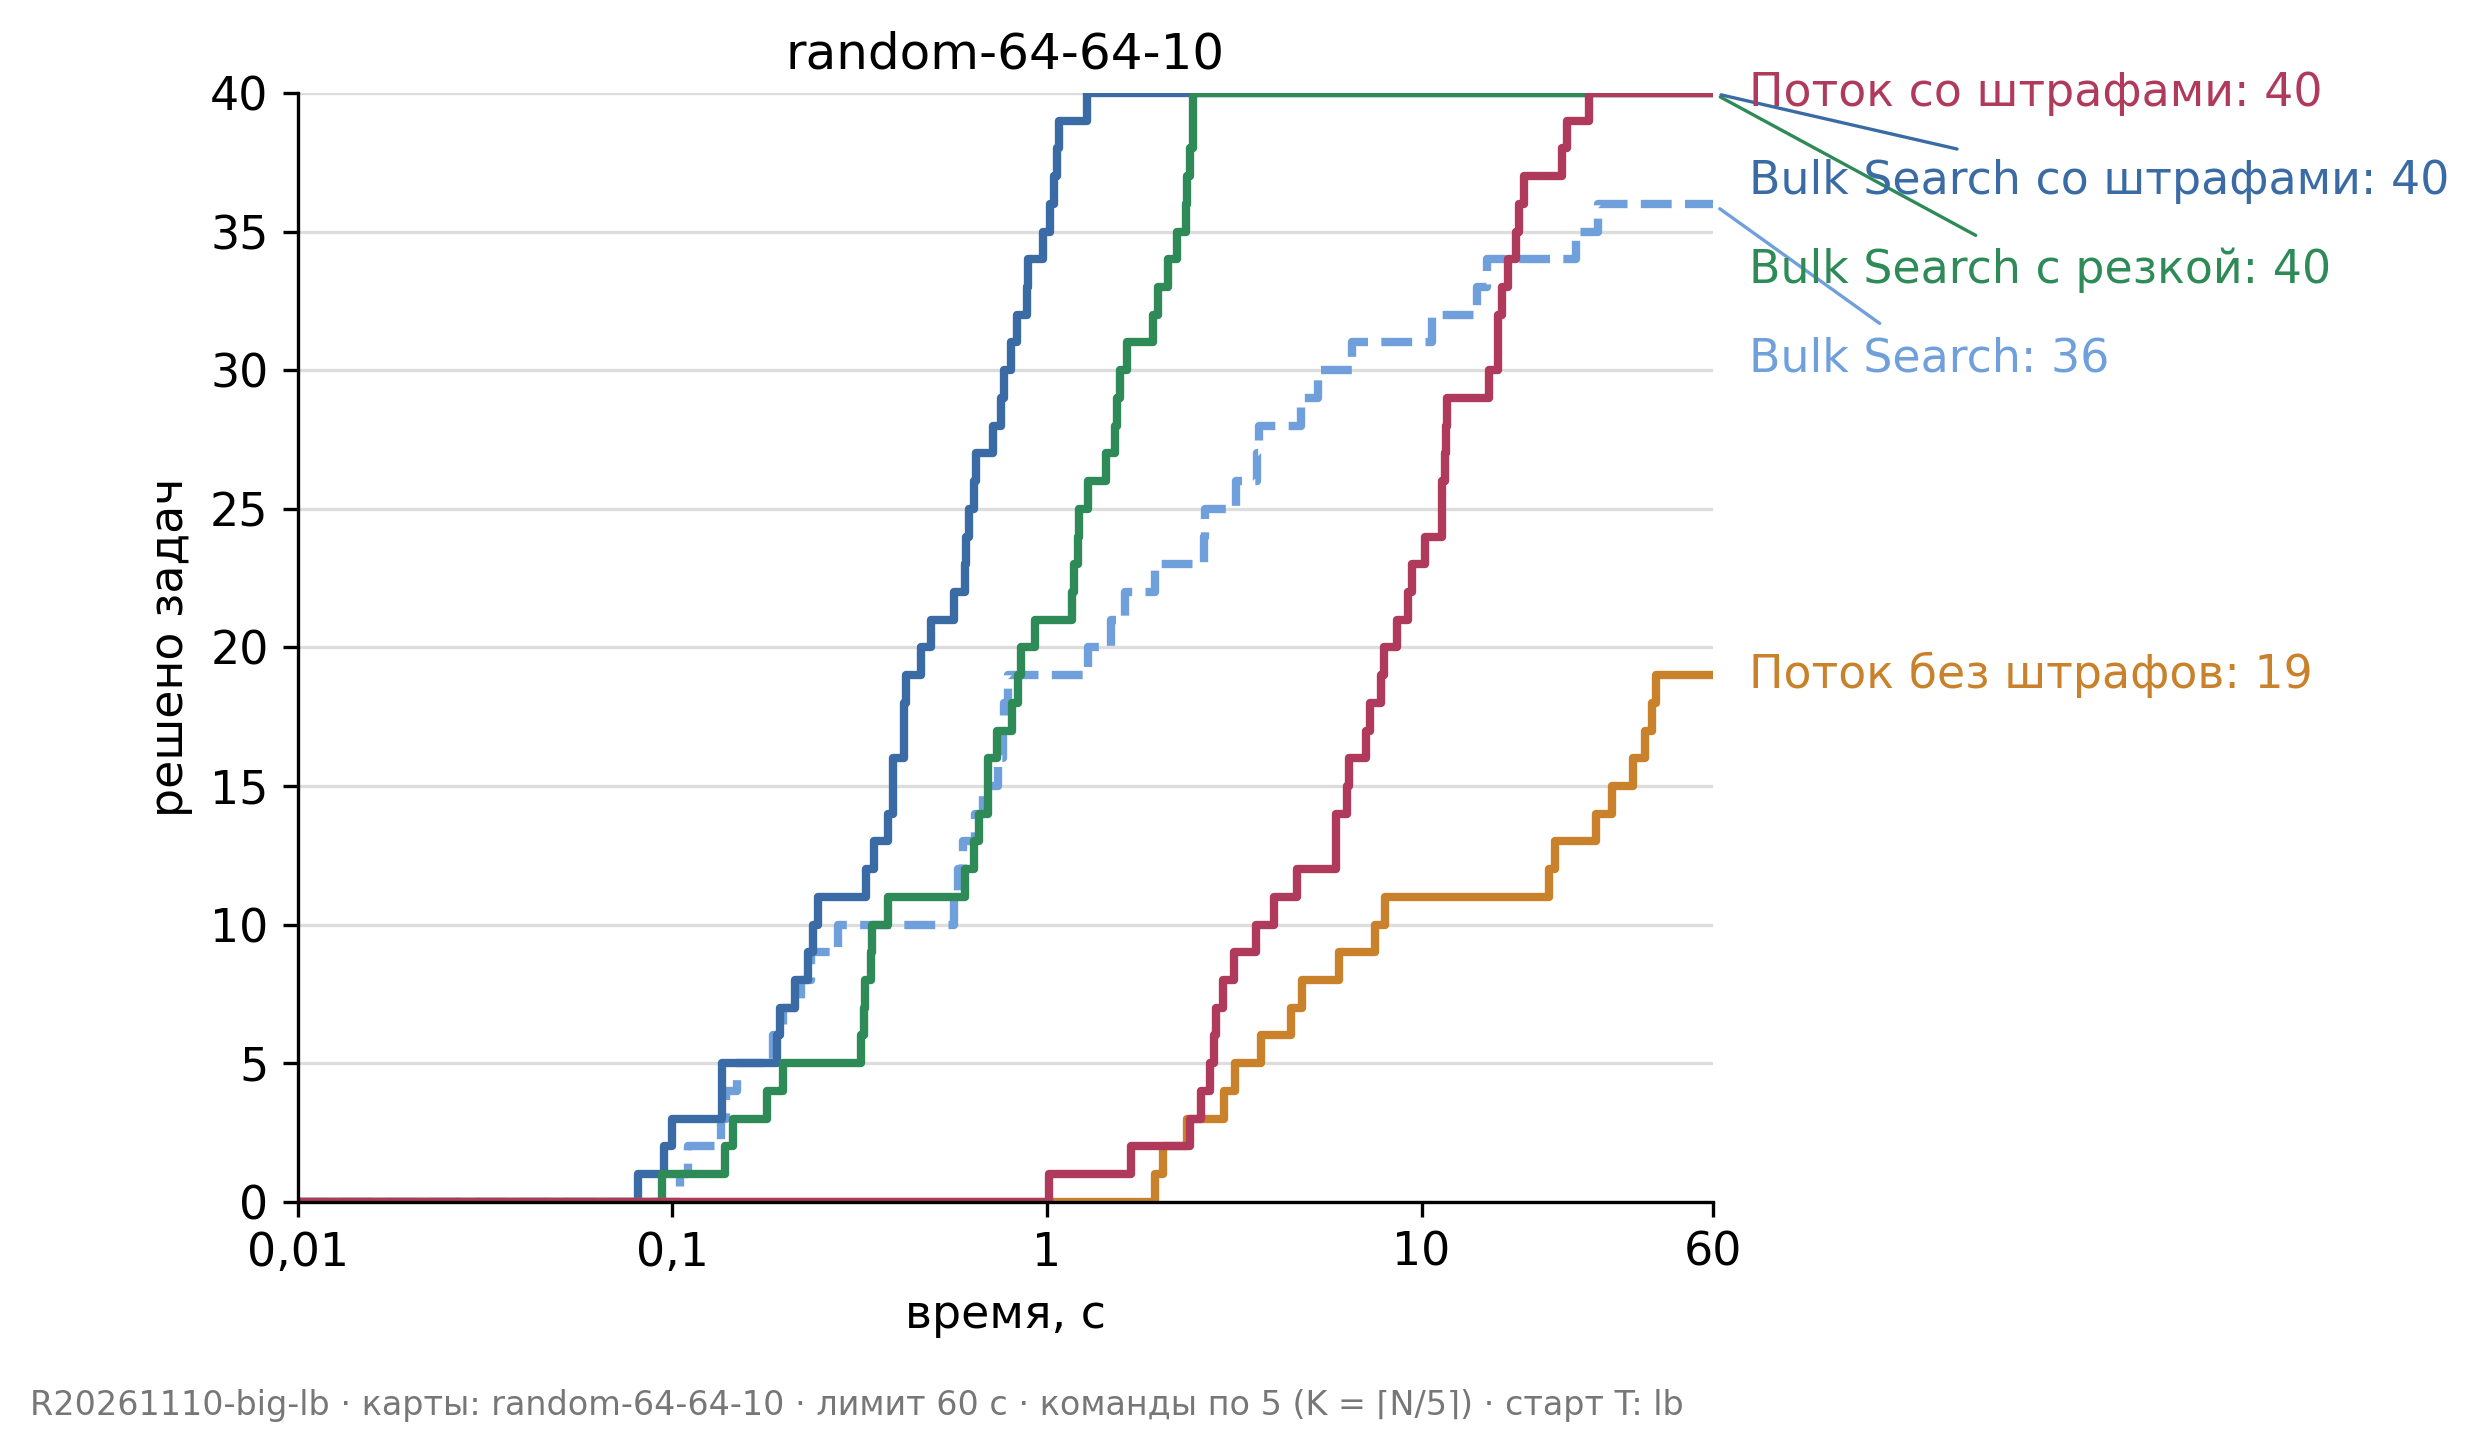 random-64-64-10
40
35
30
25
20
15
10
5
0
решено задач
0,01
0,1
1
10
60
время, с
Поток со штрафами: 40
Bulk Search со штрафами: 40
Bulk Search с резкой: 40
Bulk Search: 36
Поток без штрафов: 19
R20261110-big-lb · карты: random-64-64-10 · лимит 60 с · команды по 5 (K = ⌈N/5⌉) · старт T: lb